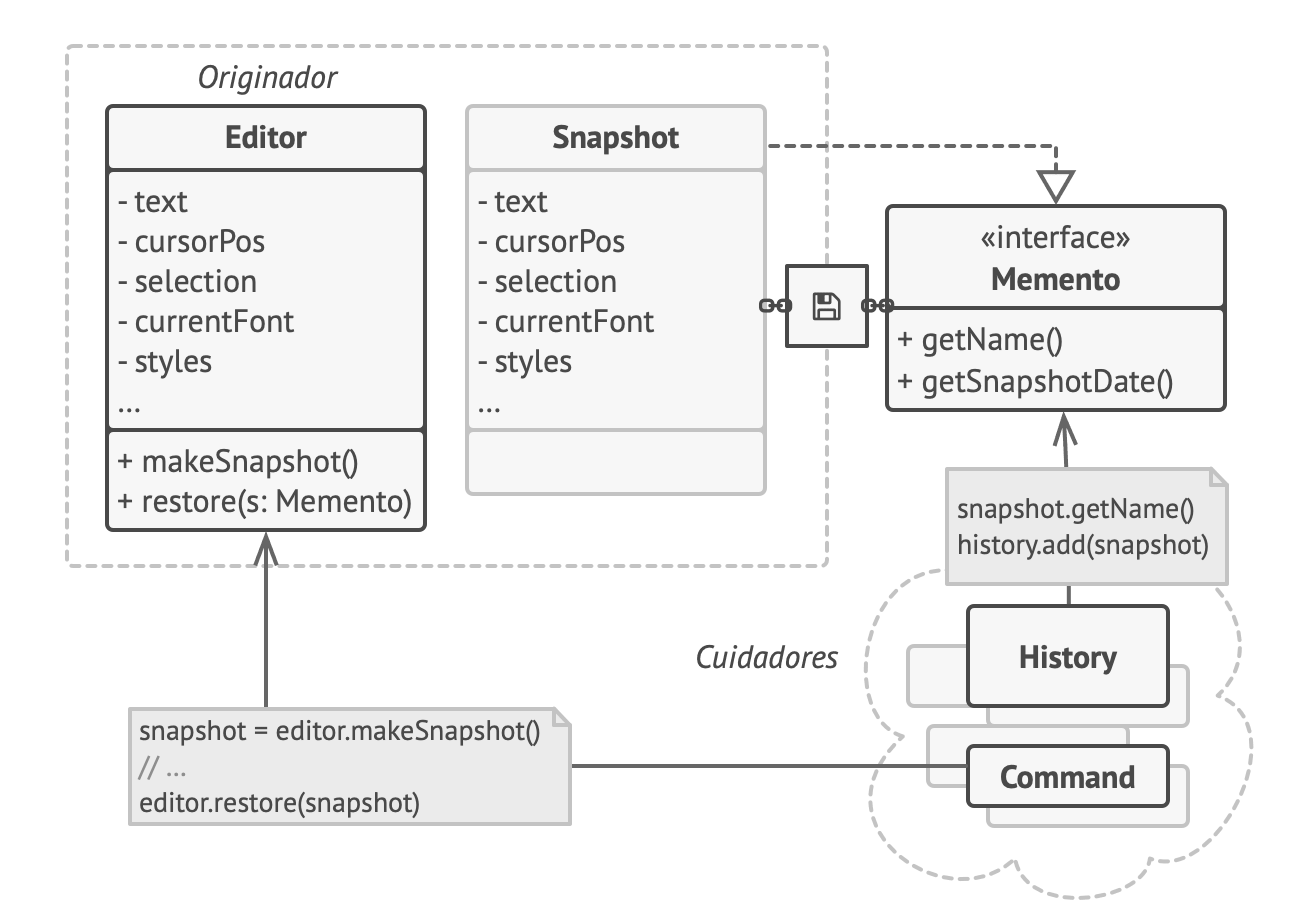 Originador
Editor
- text
- cursorPos
- selection
- currentFont
- styles
...
+ makeSnapshot()
+ restore(s: Memento)
Snapshot
- text
- cursorPos
- selection
- currentFont
- styles
...
«interface»
Memento
+ getName()
+ getSnapshotDate()
snapshot.getName()
history.add(snapshot)
Cuidadores
History
Command
snapshot = editor.makeSnapshot()
// ...
editor.restore(snapshot)